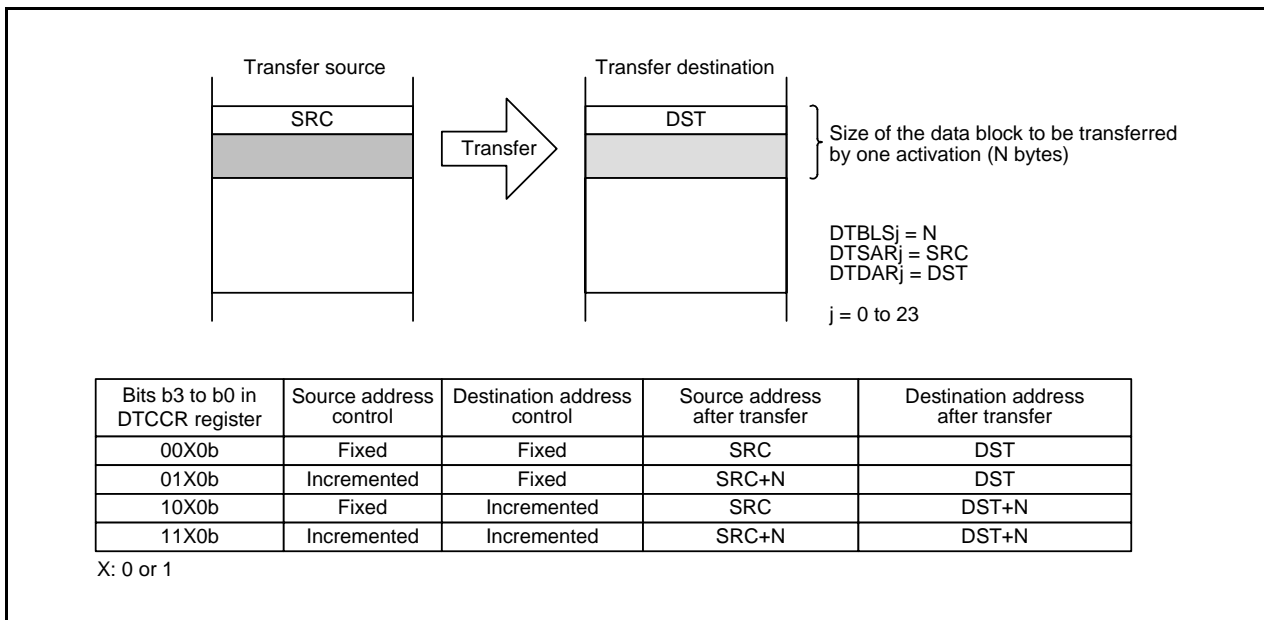 Transfer source
Transfer destination
SRC
DST
Transfer
Size of the data block to be transferred
by one activation (N bytes)
DTBLSj = N
DTSARj = SRC
DTDARj = DST
j = 0 to 23
Bits b3 to b0 in
DTCCR register
Source address
control
Destination address
control
Source address
after transfer
Destination address
after transfer
00X0b Fixed Fixed SRC DST
01X0b Incremented Fixed SRC+N DST
10X0b Fixed Incremented SRC DST+N
11X0b Incremented Incremented SRC+N DST+N
X: 0 or 1